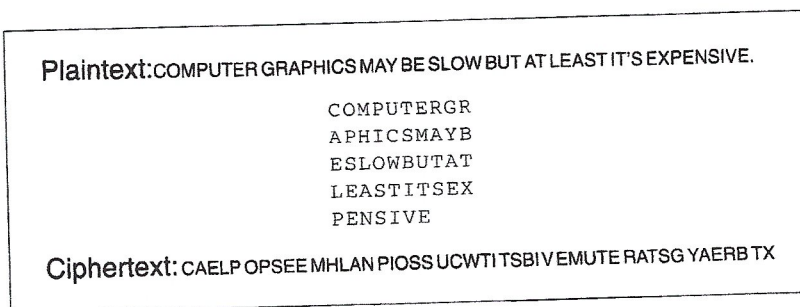 Plaintext: COMPUTER GRAPHICS MAY BE SLOW BUT AT LEAST IT'S EXPENSIVE.
COMPUTERGR
APHICSMAYB
ESLOWBUTAT
LEASTITSEX
PENSIVE
Ciphertext: CAELP OPSEE MHLAN PIOSS UCWTI TSBIV EMUTE RATSG YAERB TX